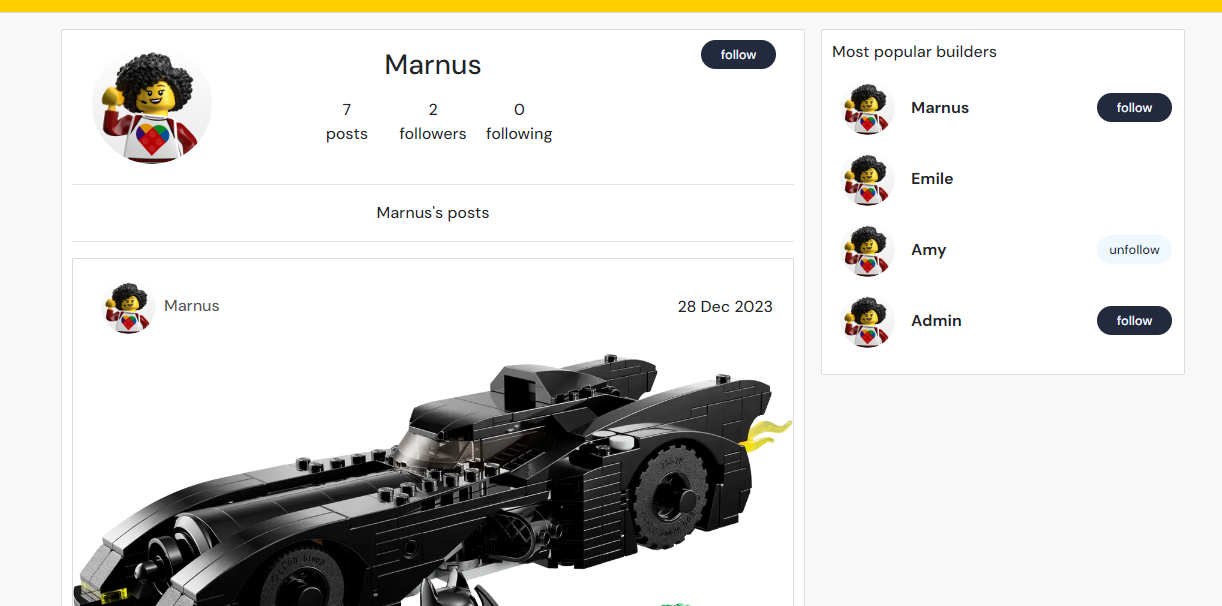 Marnus
follow
7
2
0
posts
followers
following
Marnus's posts
Marnus
28 Dec 2023
Most popular builders
Marnus
follow
Emile
Amy
unfollow
Admin
follow